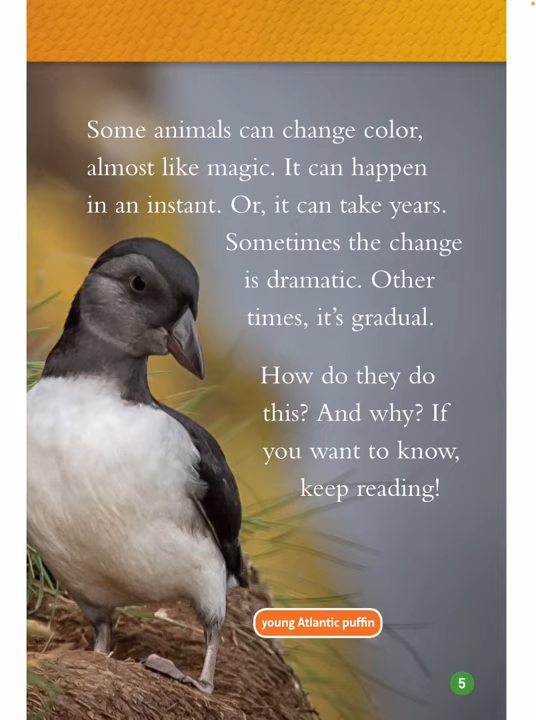 Some animals can change color,
almost like magic. It can happen
in an instant. Or, it can take years.
Sometimes the change
is dramatic. Other
times, it’s gradual.
How do they do
this? And why? If
you want to know,
keep reading!
young Atlantic puffin
5